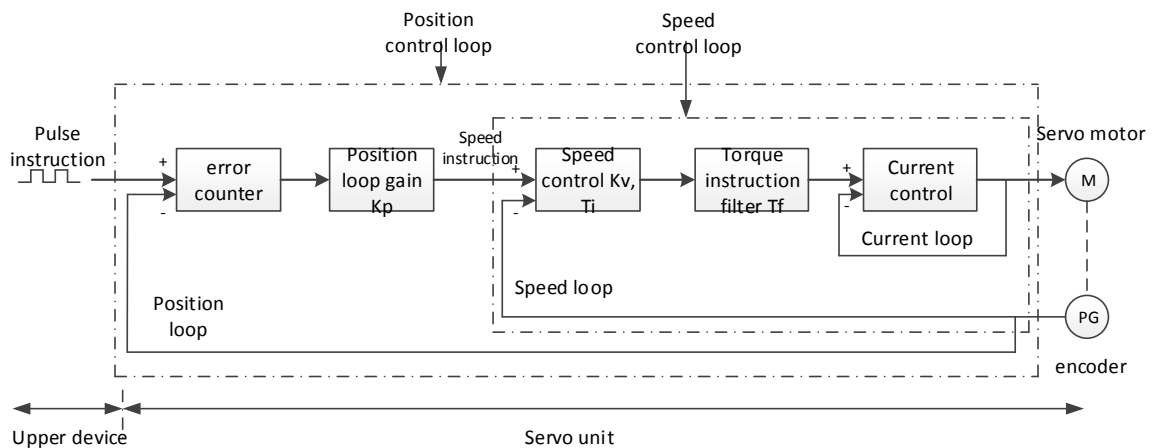 Position
control loop
Speed
control loop
Pulse
instruction
+
-
error
counter
Position
loop gain
Kp
Speed
instruction
+
-
Speed
control Kv,
Ti
Torque
instruction
filter Tf
+
-
Current
control
Servo motor
M
Current loop
Speed loop
Position
loop
PG
encoder
Upper device
Servo unit